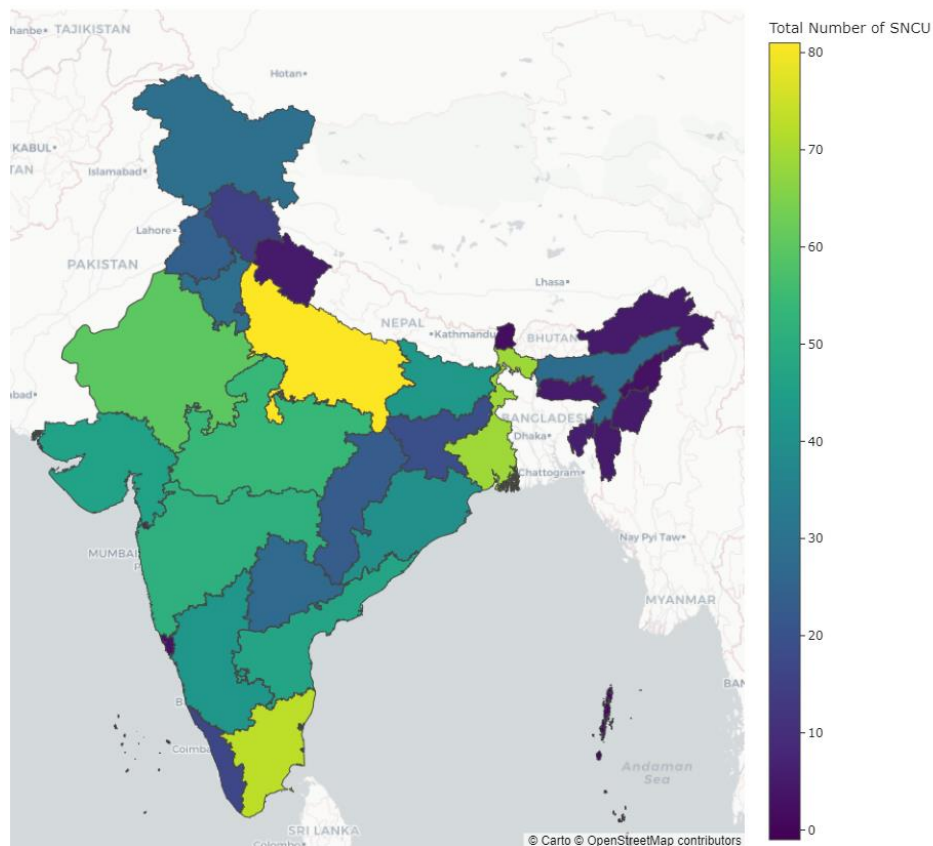 Total Number of SNCU
80
70
60
50
40
30
20
10
0
TAJIKISTAN
Hotan
KABUL
Islamabad
Lahore
PAKISTAN
Lhasa
NEPAL
Kathmandu
BHUTAN
BANGLADESH
Dhaka
Chattogram
MUMBAI
Nay Pyi Taw
MYANMAR
Andaman
Sea
SRI LANKA
© Carto © OpenStreetMap contributors